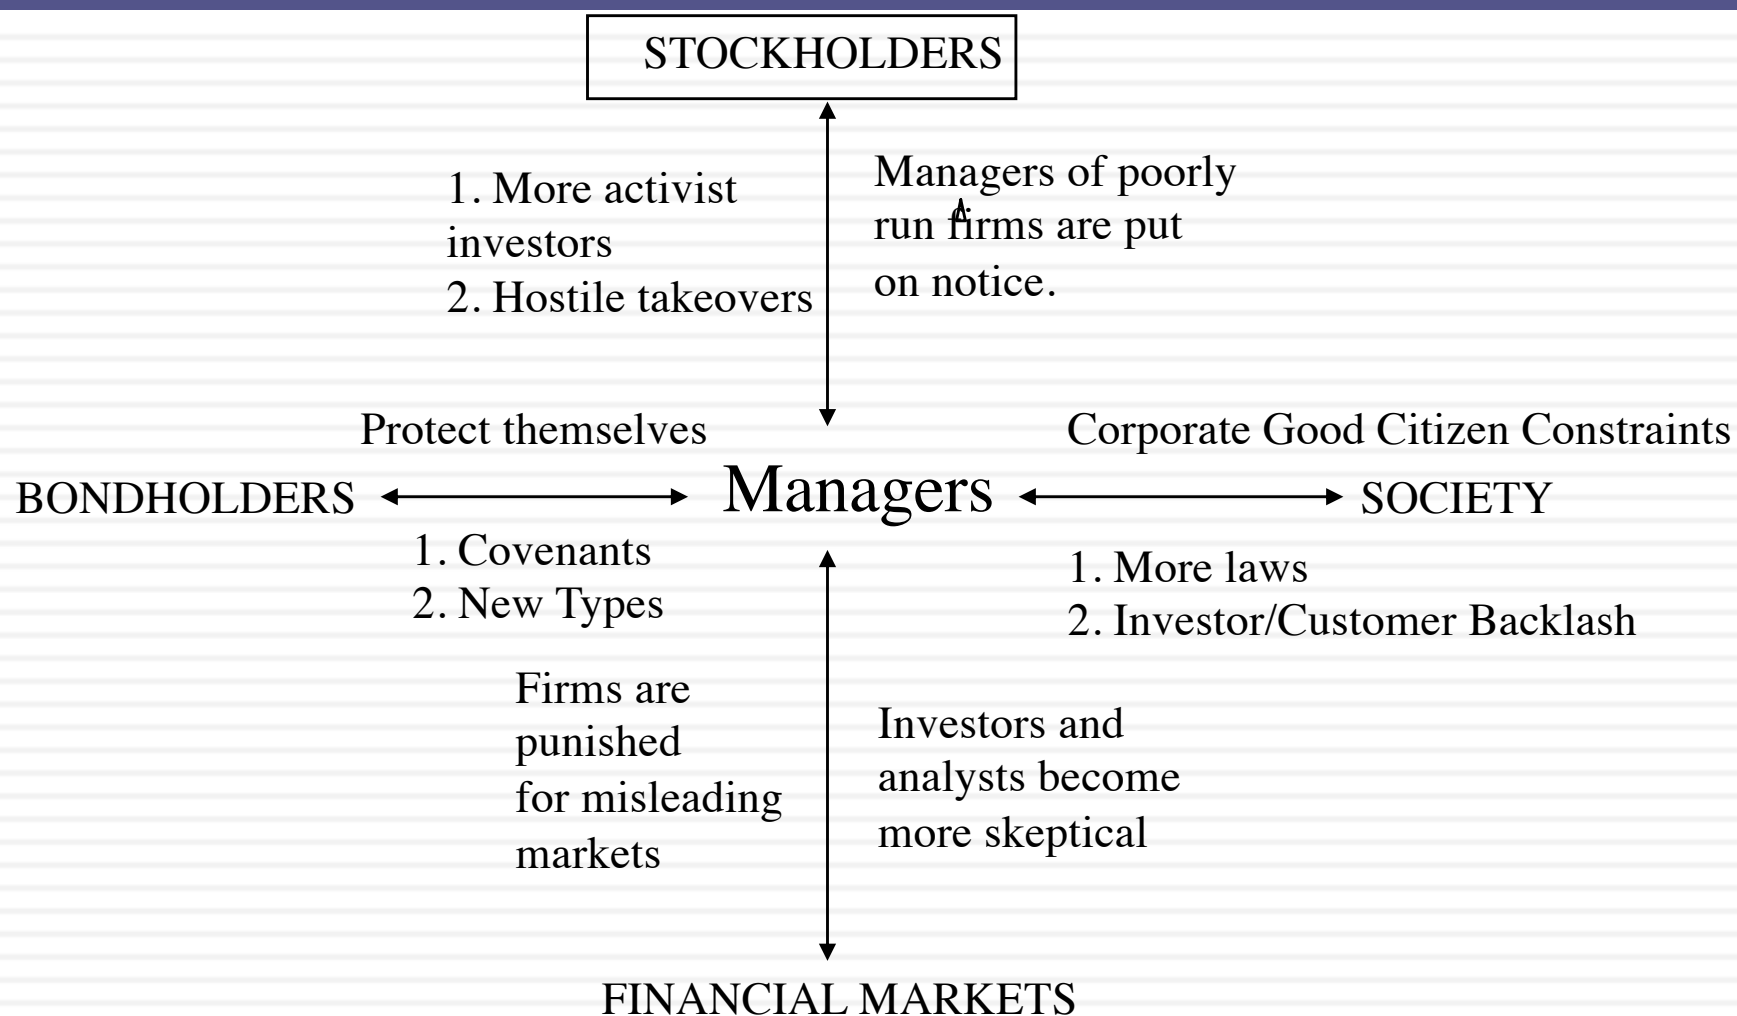 STOCKHOLDERS
1. More activist
investors
2. Hostile takeovers
Managers of poorly
run firms are put
on notice.
Protect themselves
Corporate Good Citizen Constraints
BONDHOLDERS
Managers
SOCIETY
1. Covenants
2. New Types
1. More laws
2. Investor/Customer Backlash
Firms are
punished
for misleading
markets
Investors and
analysts become
more skeptical
FINANCIAL MARKETS